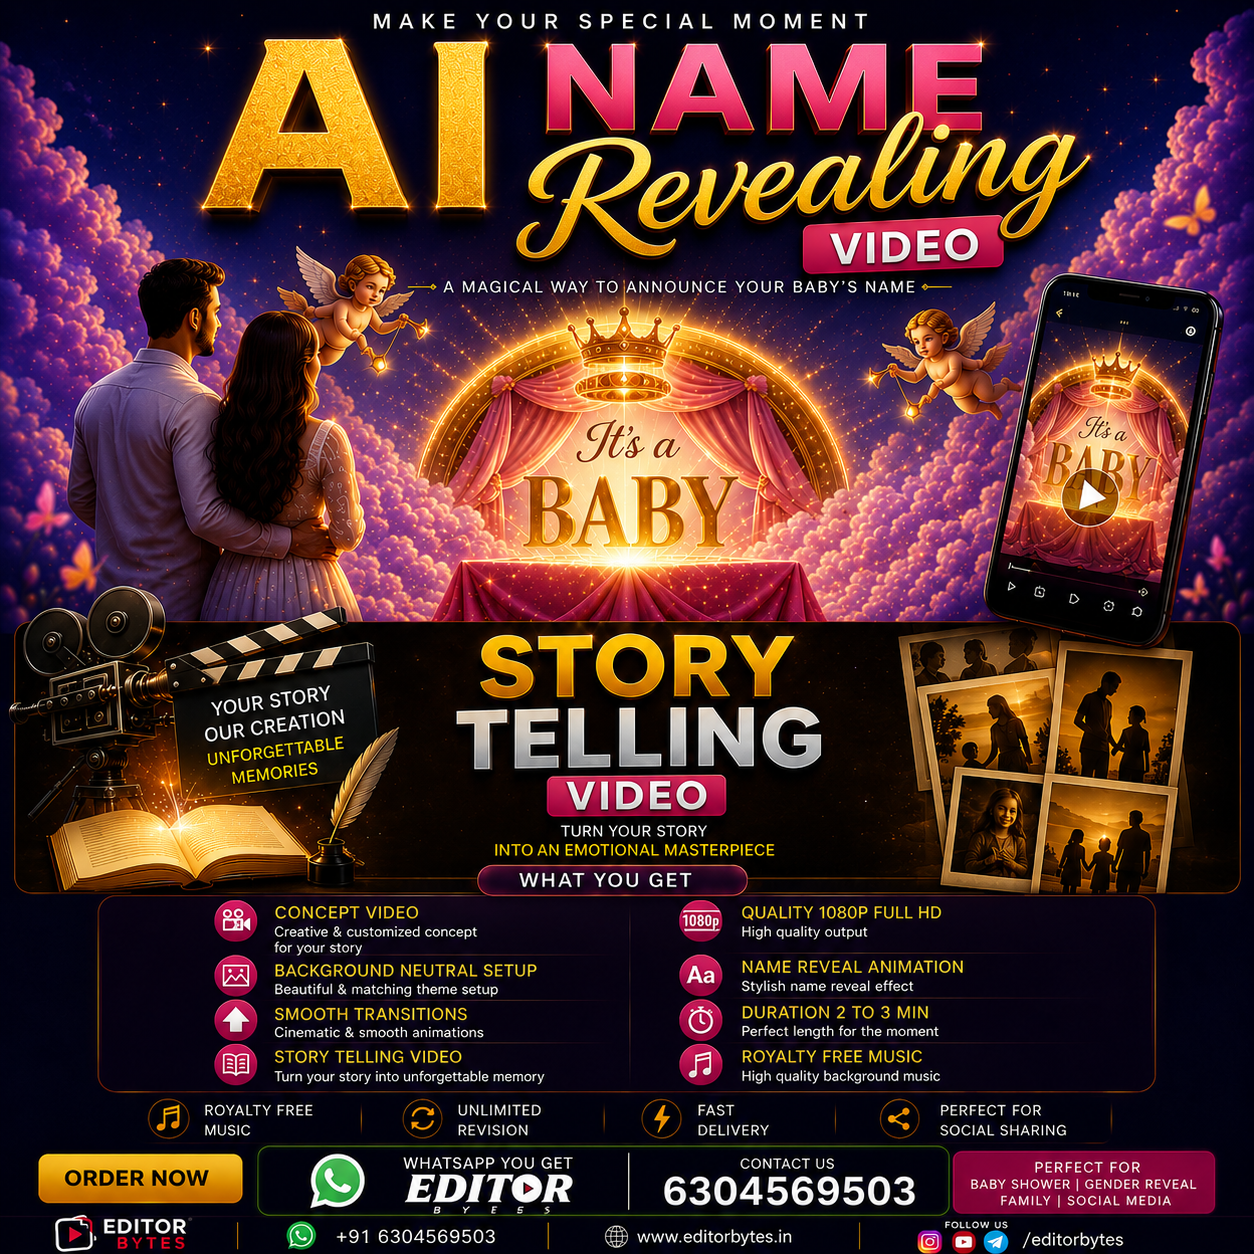 MAKE YOUR SPECIAL MOMENT
AI NAME
Revealing
VIDEO
A MAGICAL WAY TO ANNOUNCE YOUR BABY'S NAME
It's a
BABY
It's a
BABY
YOUR STORY
OUR CREATION
UNFORGETTABLE
MEMORIES
STORY
TELLING
VIDEO
TURN YOUR STORY
INTO AN EMOTIONAL MASTERPIECE
WHAT YOU GET
CONCEPT VIDEO
Creative & customized concept
for your story
BACKGROUND NEUTRAL SETUP
Beautiful & matching theme setup
SMOOTH TRANSITIONS
Cinematic & smooth animations
STORY TELLING VIDEO
Turn your story into unforgettable memory
1080p
QUALITY 1080P FULL HD
High quality output
Aa
NAME REVEAL ANIMATION
Stylish name reveal effect
DURATION 2 TO 3 MIN
Perfect length for the moment
ROYALTY FREE MUSIC
High quality background music
ROYALTY FREE
MUSIC
UNLIMITED
REVISION
FAST
DELIVERY
PERFECT FOR
SOCIAL SHARING
ORDER NOW
WHATSAPP YOU GET
EDITOR
CONTACT US
6304569503
PERFECT FOR
BABY SHOWER | GENDER REVEAL
FAMILY | SOCIAL MEDIA
EDITOR
BYTES
+91 6304569503
www.editorbytes.in
FOLLOW US
/editorbytes